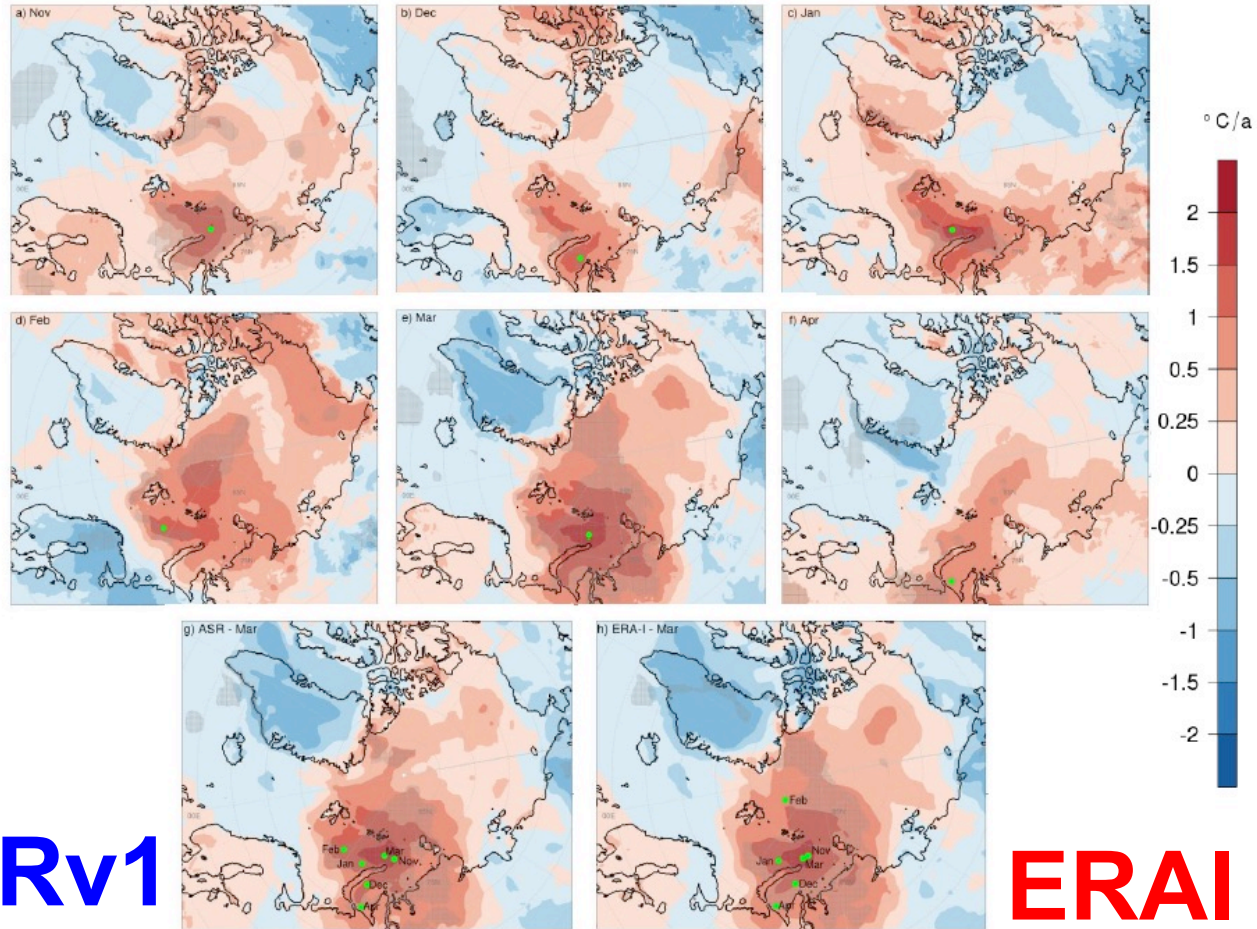 a) Nov
b) Dec
c) Jan
° C/a
2
1.5
1
0.5
0.25
0
-0.25
-0.5
-1
-1.5
-2
d) Feb
e) Mar
f) Apr
g) ASR - Mar
h) ERA-I - Mar
Feb
Mar
Jan
Nov
Dec
Apr
Feb
Nov
Jan
Mar
Dec
Apr
Rv1
ERAI